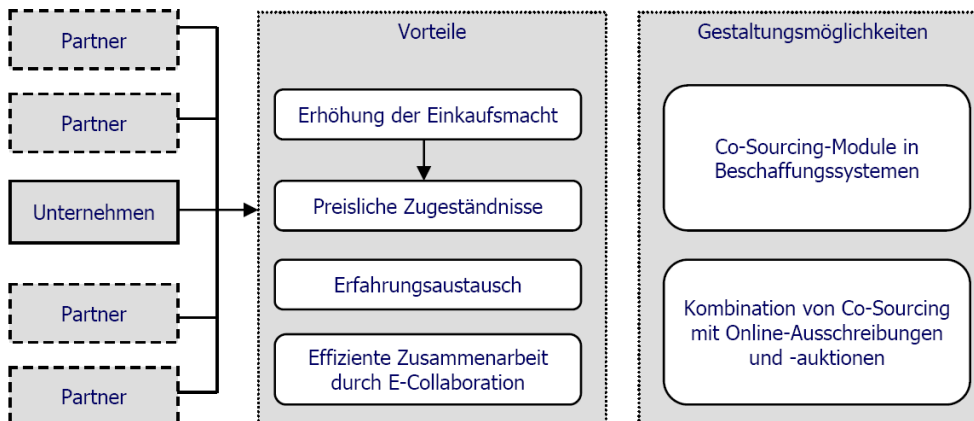 Partner
Partner
Unternehmen
Partner
Partner
Vorteile
Erhöhung der Einkaufsmacht
Preisliche Zugeständnisse
Erfahrungsaustausch
Effiziente Zusammenarbeit
durch E-Collaboration
Gestaltungsmöglichkeiten
Co-Sourcing-Module in
Beschaffungssystemen
Kombination von Co-Sourcing
mit Online-Ausschreibungen
und -auktionen